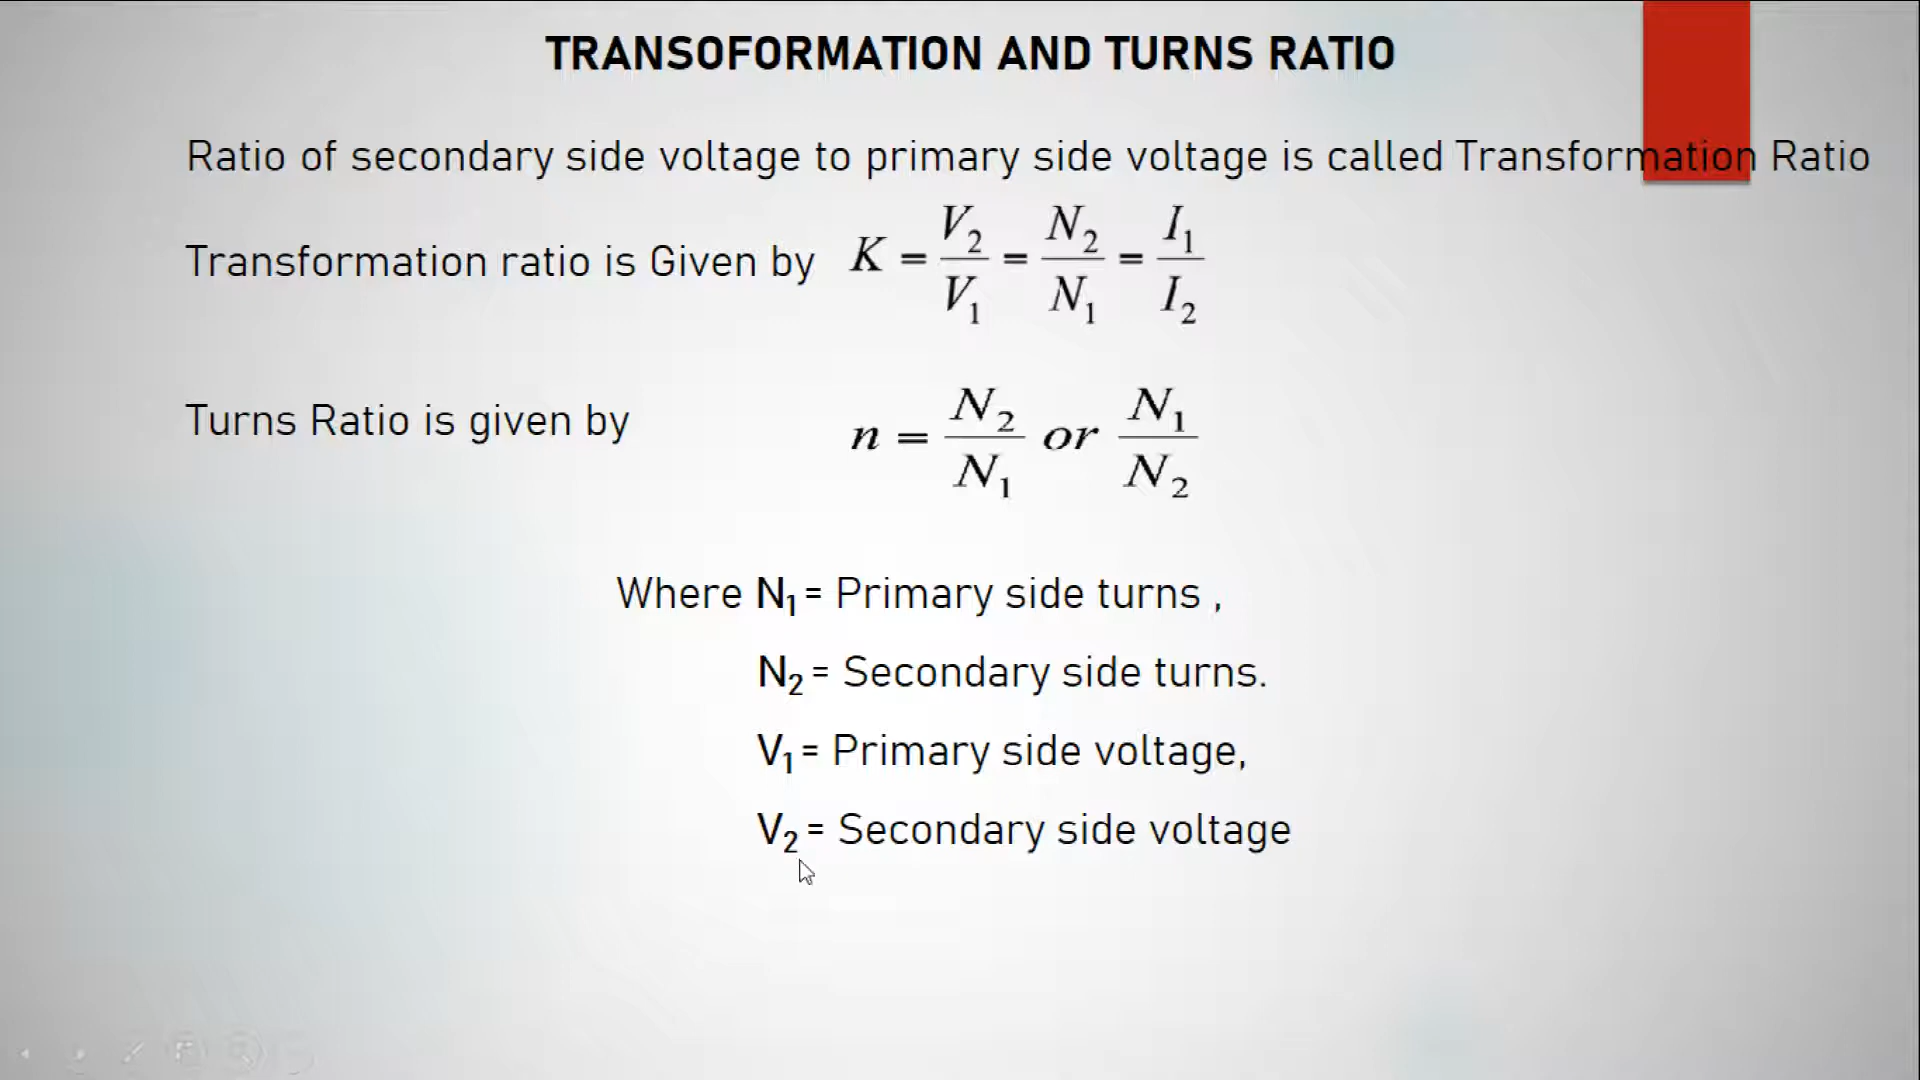 TRANSOFORMATION AND TURNS RATIO
Ratio of secondary side voltage to primary side voltage is called Transformation Ratio
Transformation ratio is Given by K = V₂/V₁ = N₂/N₁ = I₁/I₂
Turns Ratio is given by n = N₂/N₁ or N₁/N₂
Where N₁ = Primary side turns ,
N₂ = Secondary side turns.
V₁ = Primary side voltage,
V₂ = Secondary side voltage